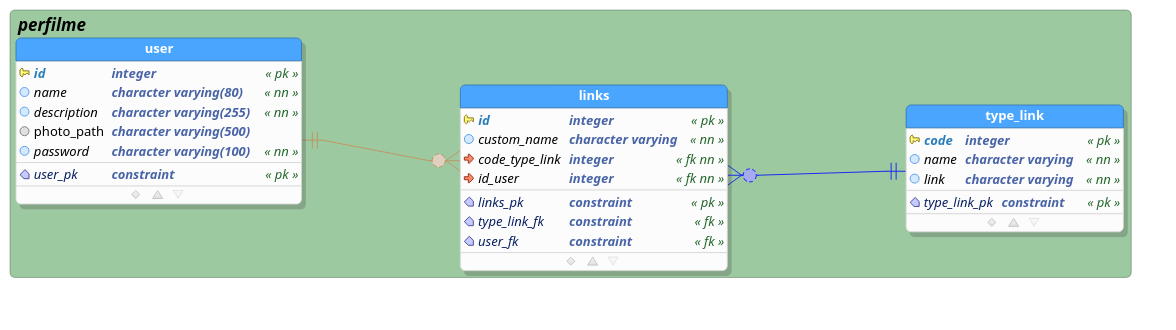 perfilme
user
id integer « pk »
name character varying(80) « nn »
description character varying(255) « nn »
photo_path character varying(500)
password character varying(100) « nn »
user_pk constraint « pk »
links
id integer « pk »
custom_name character varying « nn »
code_type_link integer « fk nn »
id_user integer « fk nn »
links_pk constraint « pk »
type_link_fk constraint « fk »
user_fk constraint « fk »
type_link
code integer « pk »
name character varying « nn »
link character varying « nn »
type_link_pk constraint « pk »